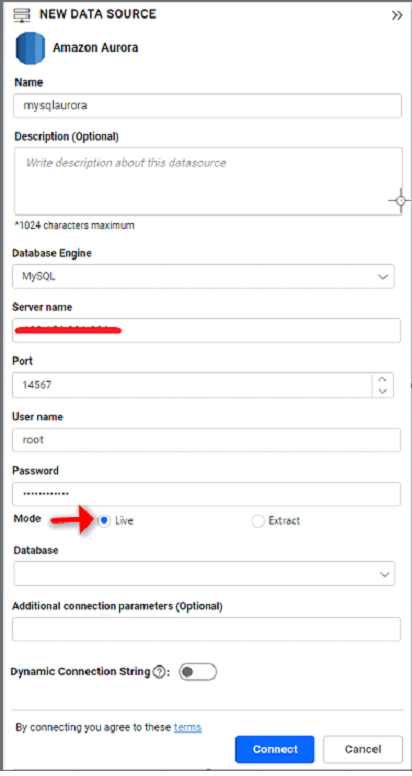 NEW DATA SOURCE
Amazon Aurora
Name
mysqlaurora
Description (Optional)
Write description about this datasource
*1024 characters maximum
Database Engine
MySQL
Server name
Port
14567
User name
root
Password
••••••••••••
Mode
Live
Extract
Database
Additional connection parameters (Optional)
Dynamic Connection String ? :
By connecting you agree to these terms
Connect
Cancel